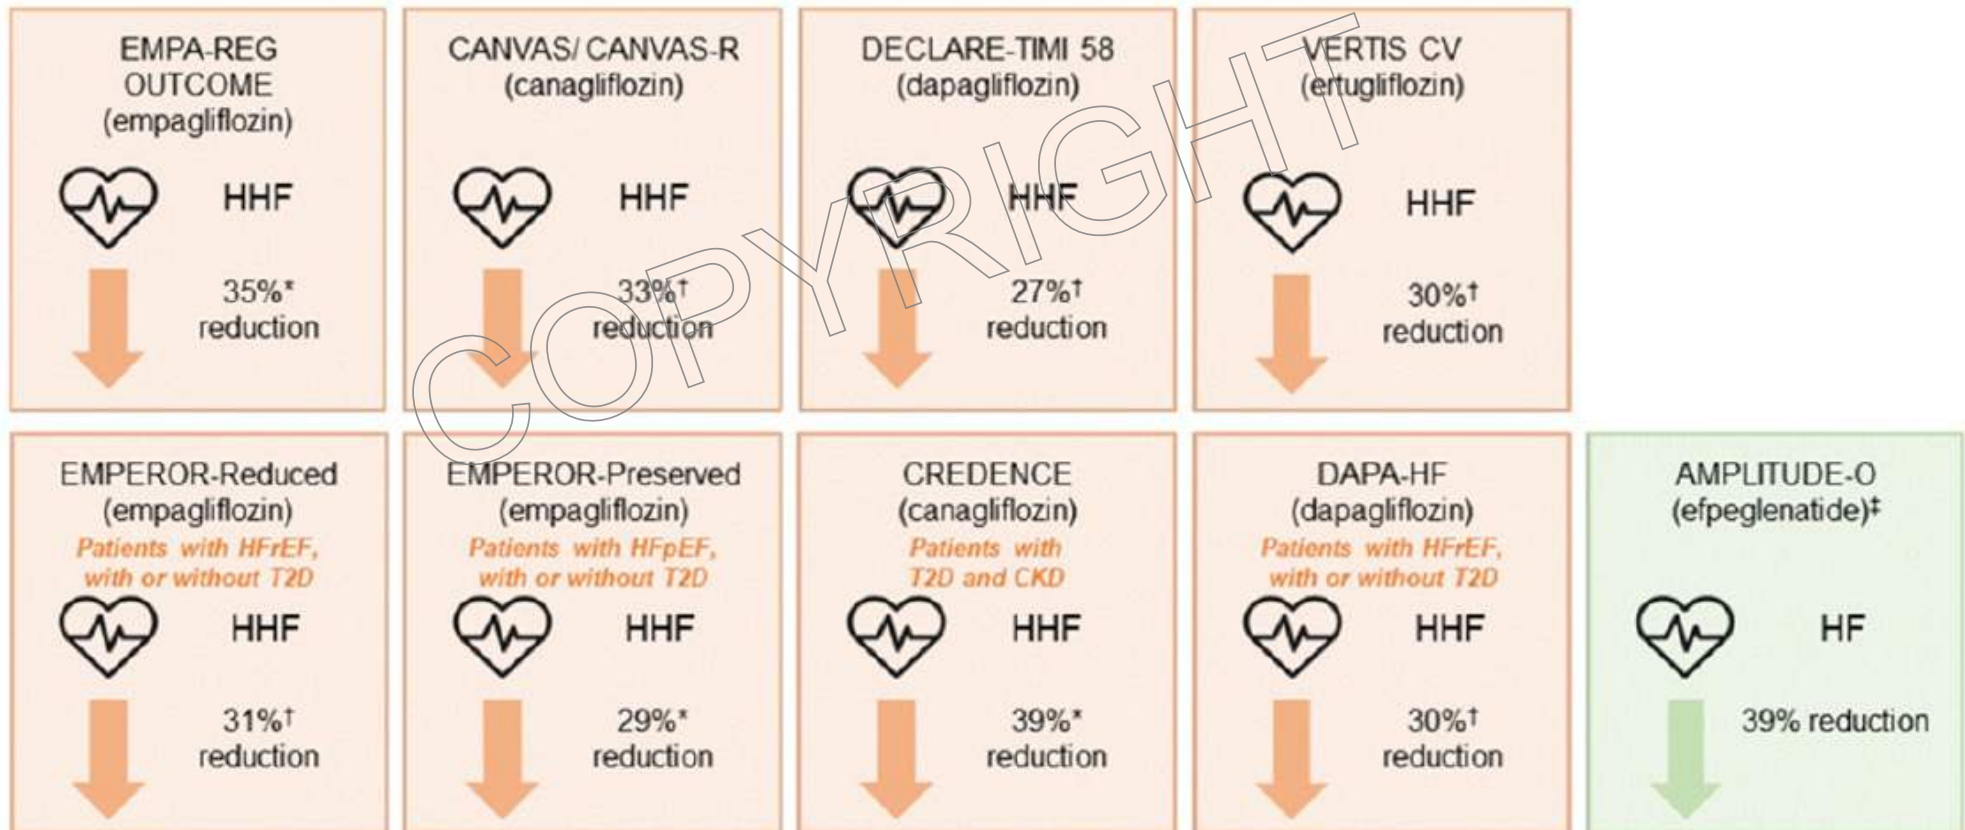 EMPA-REG
OUTCOME
(empagliflozin)
HHF
35%*
reduction
CANVAS/ CANVAS-R
(canagliflozin)
HHF
33%†
reduction
DECLARE-TIMI 58
(dapagliflozin)
HHF
27%†
reduction
VERTIS CV
(ertugliflozin)
HHF
30%†
reduction
EMPEROR-Reduced
(empagliflozin)
Patients with HFrEF,
with or without T2D
HHF
31%†
reduction
EMPEROR-Preserved
(empagliflozin)
Patients with HFpEF,
with or without T2D
HHF
29%*
reduction
CREDENCE
(canagliflozin)
Patients with
T2D and CKD
HHF
39%*
reduction
DAPA-HF
(dapagliflozin)
Patients with HFrEF,
with or without T2D
HHF
30%†
reduction
AMPLITUDE-O
(efpeglenatide)‡
HF
39% reduction
COPYRIGHT